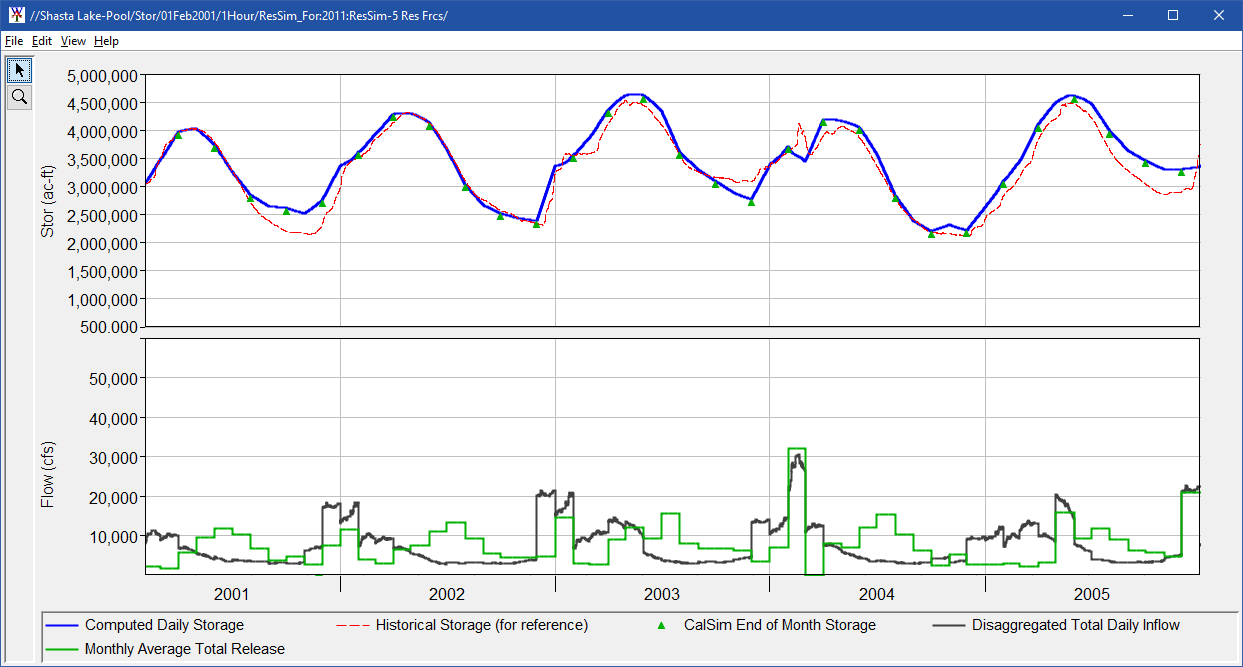 //Shasta Lake-Pool/Stor/01Feb2001/1Hour/ResSim_For:2011:ResSim-5 Res Frcs/
File Edit View Help
5,000,000
4,500,000
4,000,000
3,500,000
3,000,000
2,500,000
2,000,000
1,500,000
1,000,000
500,000
Stor (ac-ft)
50,000
40,000
30,000
20,000
10,000
Flow (cfs)
2001 2002 2003 2004 2005
Computed Daily Storage Historical Storage (for reference) CalSim End of Month Storage Disaggregated Total Daily Inflow
Monthly Average Total Release